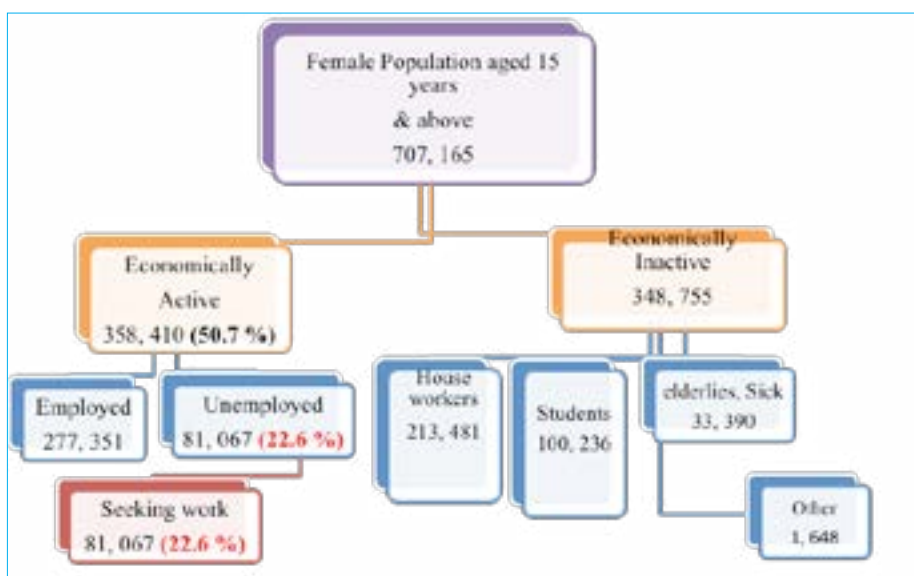 Female Population aged 15
years
& above
707, 165
Economically
Active
358, 410 (50.7 %)
Economically
Inactive
348, 755
Employed
277, 351
Unemployed
81, 067 (22.6 %)
Seeking work
81, 067 (22.6 %)
House
workers
213, 481
Students
100, 236
elderlies, Sick
33, 390
Other
1, 648